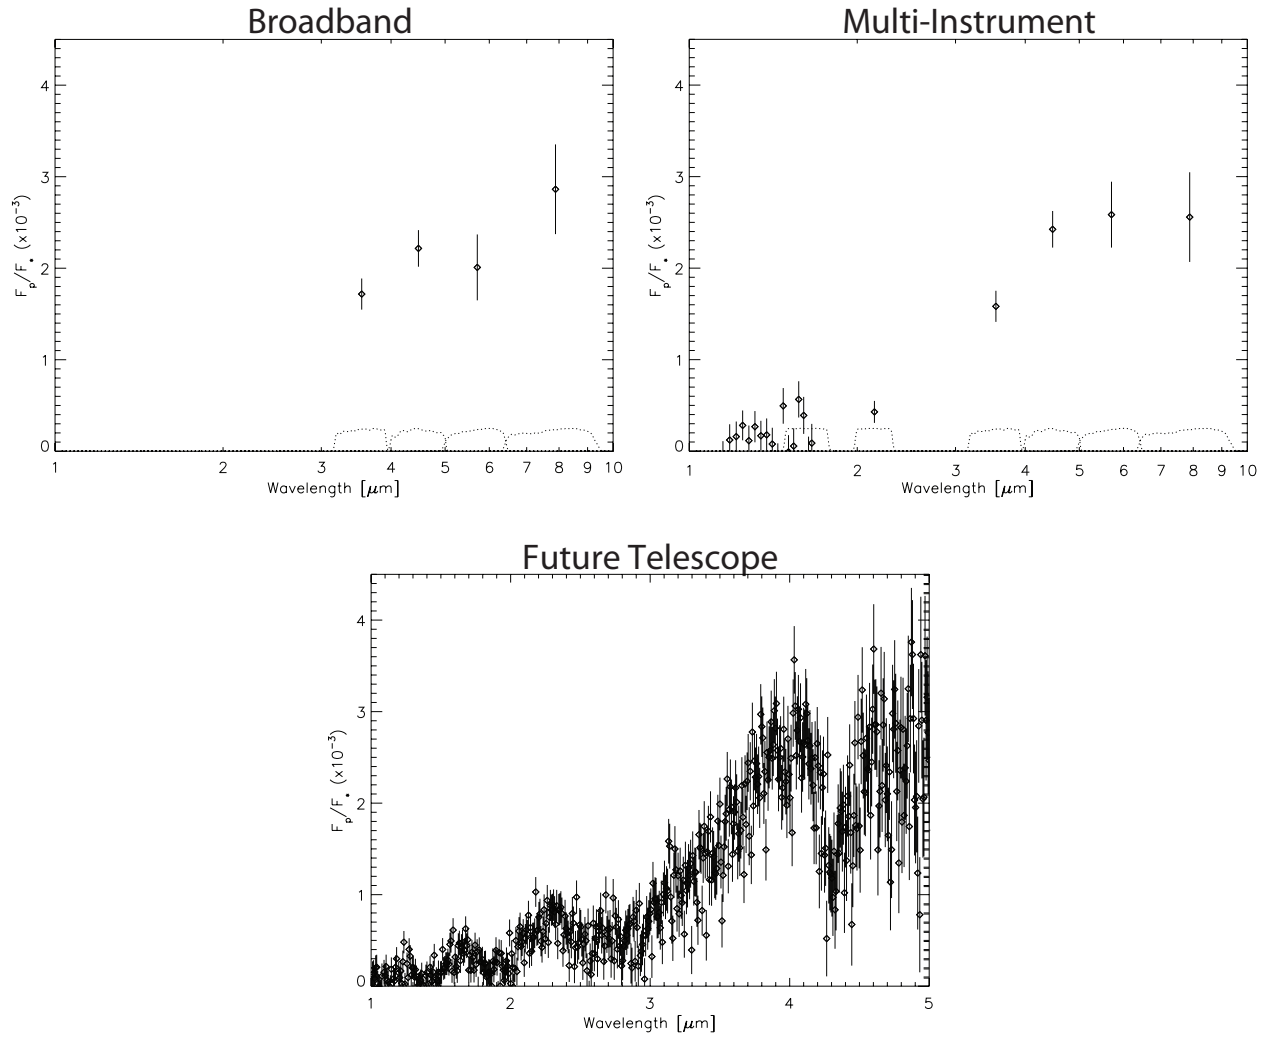 Broadband
4
3
2
1
0
F_p/F_* (x10^-3)
1 2 3 4 5 6 7 8 9 10
Wavelength [μm]
Multi-Instrument
4
3
2
1
0
F_p/F_* (x10^-3)
1 2 3 4 5 6 7 8 9 10
Wavelength [μm]
Future Telescope
4
3
2
1
0
F_p/F_* (x10^-3)
1 2 3 4 5
Wavelength [μm]